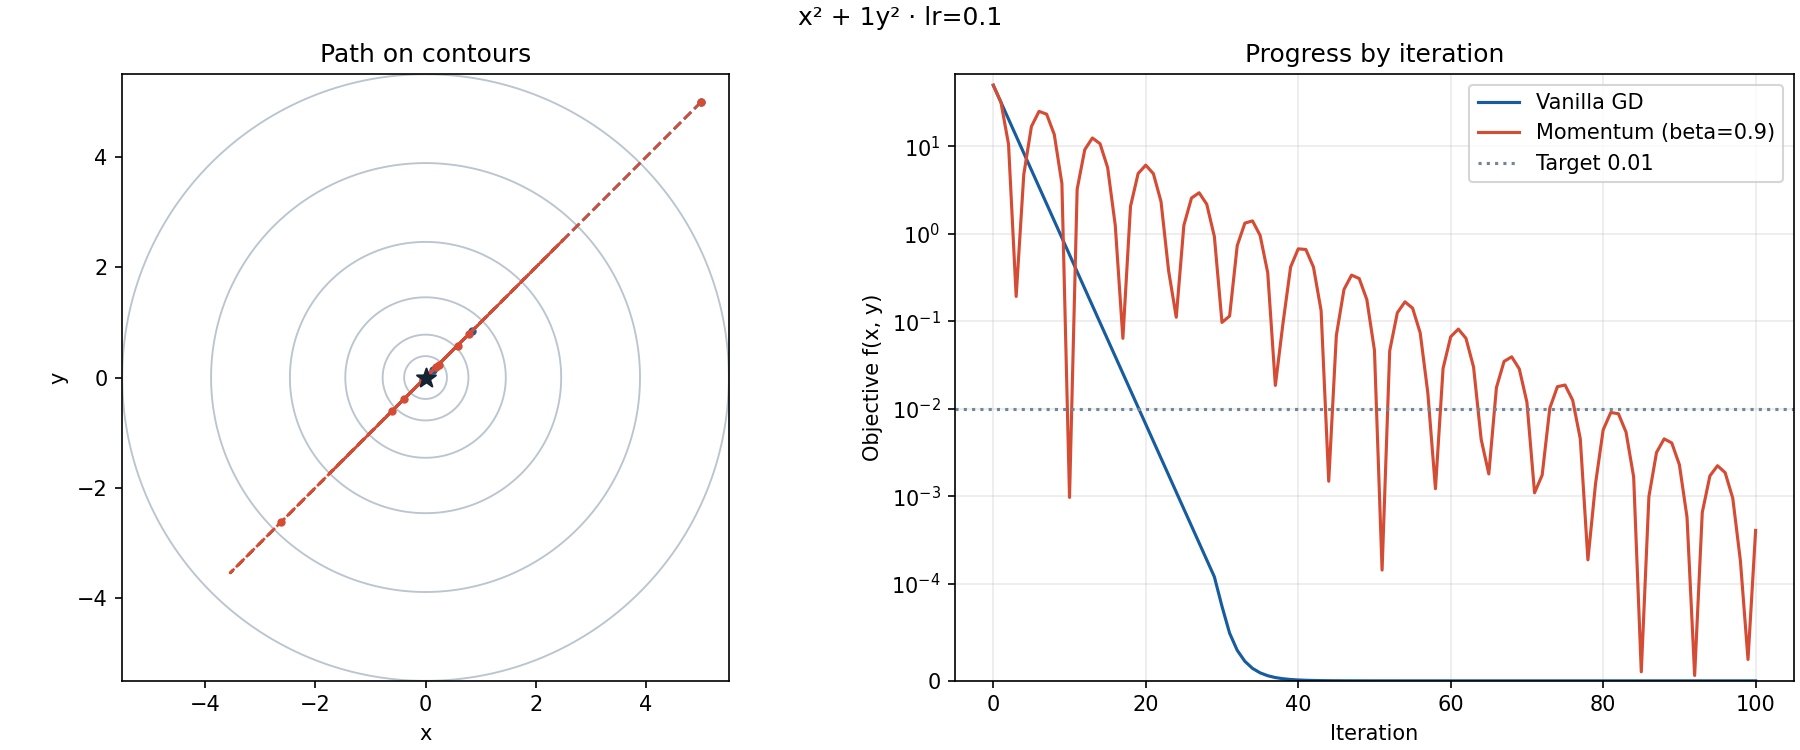 x² + 1y² · lr=0.1
Path on contours
y
4
2
0
−2
−4
−4 −2 0 2 4
x
Progress by iteration
Objective f(x, y)
10¹
10⁰
10⁻¹
10⁻²
10⁻³
10⁻⁴
0
Vanilla GD
Momentum (beta=0.9)
Target 0.01
0 20 40 60 80 100
Iteration